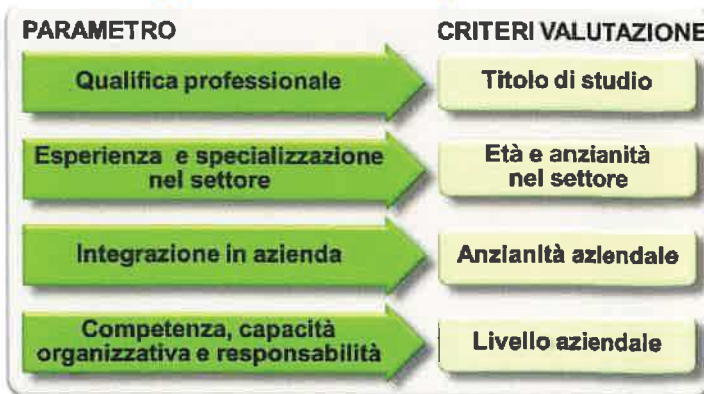 PARAMETRO CRITERI VALUTAZIONE
Qualifica professionale Titolo di studio
Esperienza e specializzazione
nel settore
Età e anzianità
nel settore
Integrazione in azienda Anzianità aziendale
Competenza, capacità
organizzativa e responsabilità
Livello aziendale